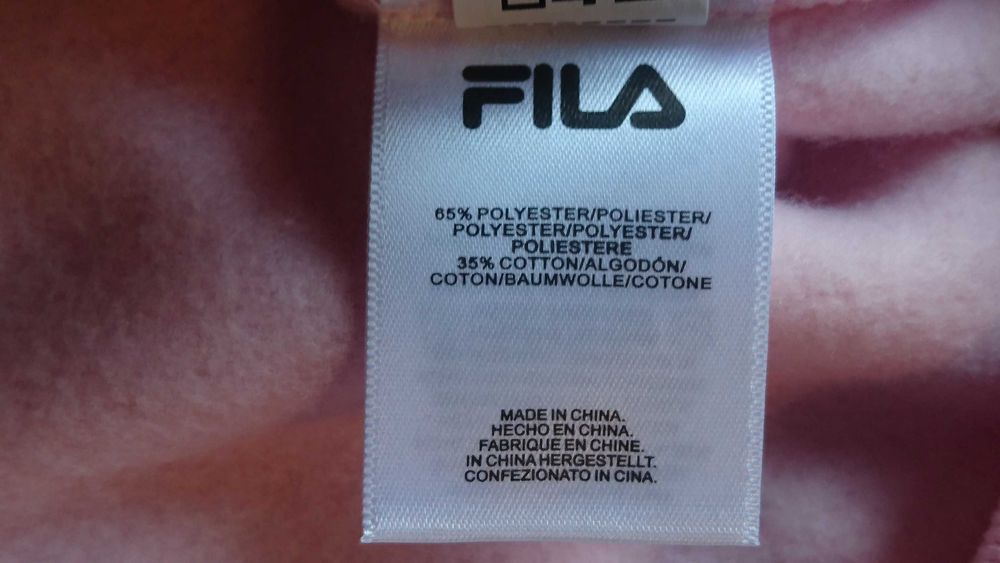 FILA
65% POLYESTER/POLIESTER/
POLYESTER/POLYESTER/
POLIESTERE
35% COTTON/ALGODÓN/
COTON/BAUMWOLLE/COTONE
MADE IN CHINA.
HECHO EN CHINA.
FABRIQUE EN CHINE.
IN CHINA HERGESTELLT.
CONFEZIONATO IN CINA.